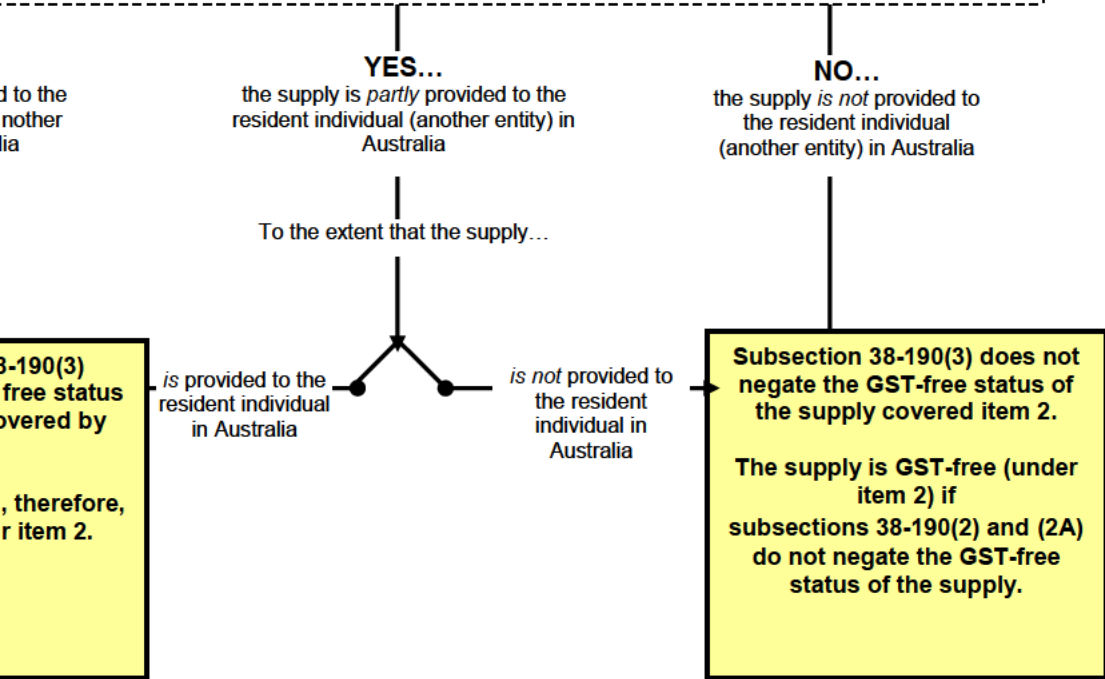 d to the
nother
lia
YES…
the supply is partly provided to the
resident individual (another entity) in
Australia
NO…
the supply is not provided to
the resident individual
(another entity) in Australia
To the extent that the supply…
8-190(3)
free status
overed by
, therefore,
r item 2.
is provided to the
resident individual
in Australia
is not provided to
the resident
individual in
Australia
Subsection 38-190(3) does not
negate the GST-free status of
the supply covered item 2.
The supply is GST-free (under
item 2) if
subsections 38-190(2) and (2A)
do not negate the GST-free
status of the supply.